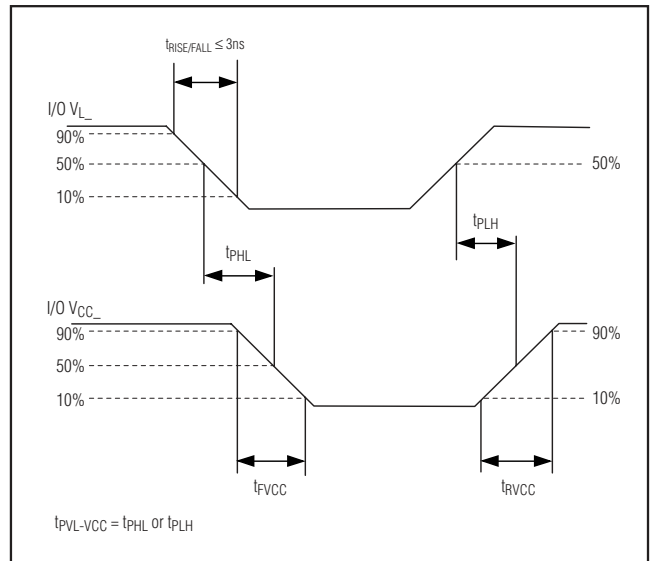 tRISE/FALL ≤ 3ns
I/O VL_
90%
50%
50%
10%
tPLH
tPHL
I/O VCC_
90%
90%
50%
10%
10%
tFVCC
tRVCC
tPVL-VCC = tPHL or tPLH